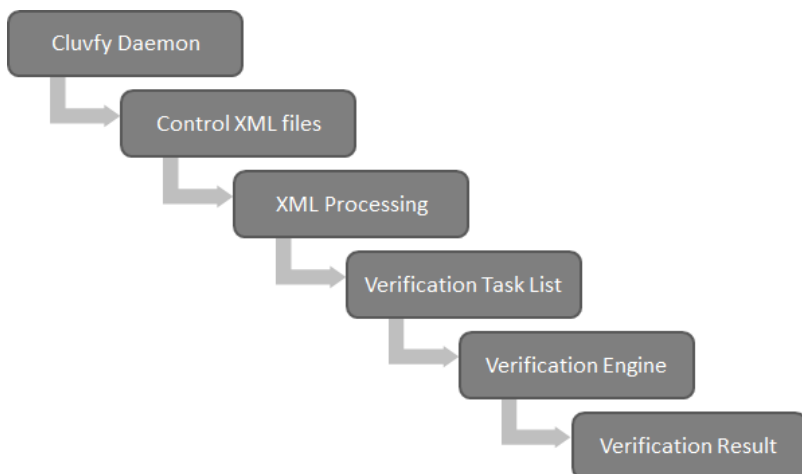 Cluvfy Daemon
Control XML files
XML Processing
Verification Task List
Verification Engine
Verification Result